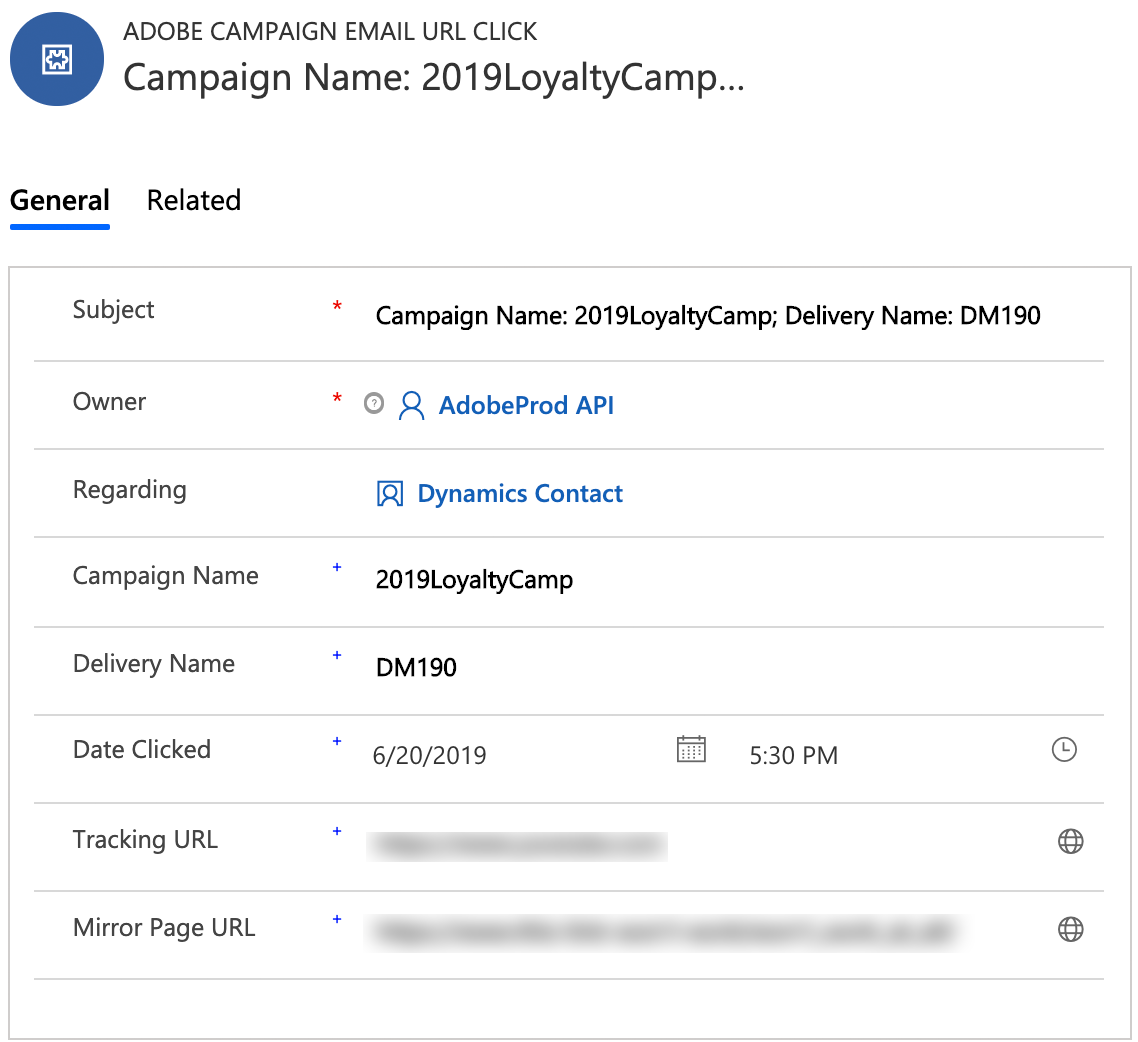 ADOBE CAMPAIGN EMAIL URL CLICK
Campaign Name: 2019LoyaltyCamp...
General Related
Subject * Campaign Name: 2019LoyaltyCamp; Delivery Name: DM190
Owner * ? AdobeProd API
Regarding Dynamics Contact
Campaign Name + 2019LoyaltyCamp
Delivery Name + DM190
Date Clicked + 6/20/2019 5:30 PM
Tracking URL +
Mirror Page URL +